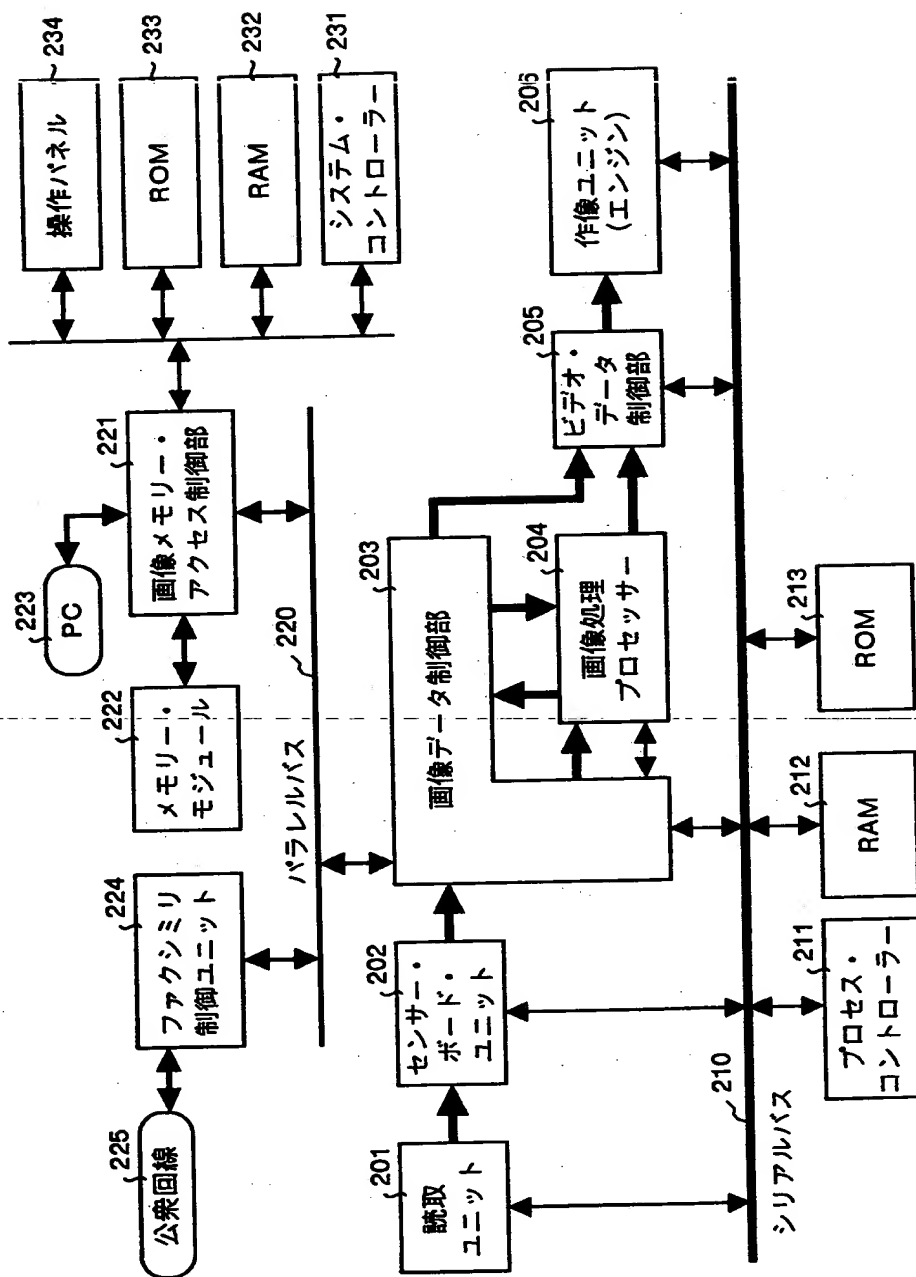 公衆回線
225
ファクシミリ
制御ユニット
224
メモリー・
モジュール
222
PC
223
画像メモリー・
アクセス制御部
221
操作パネル
234
ROM
233
RAM
232
システム・
コントローラー
231
パラレルバス
220
読取
ユニット
201
センサー・
ボード・
ユニット
202
画像データ制御部
203
画像処理
プロセッサー
204
ビデオ・
データ
制御部
205
作像ユニット
(エンジン)
206
シリアルバス
210
プロセス・
コントローラー
211
RAM
212
ROM
213